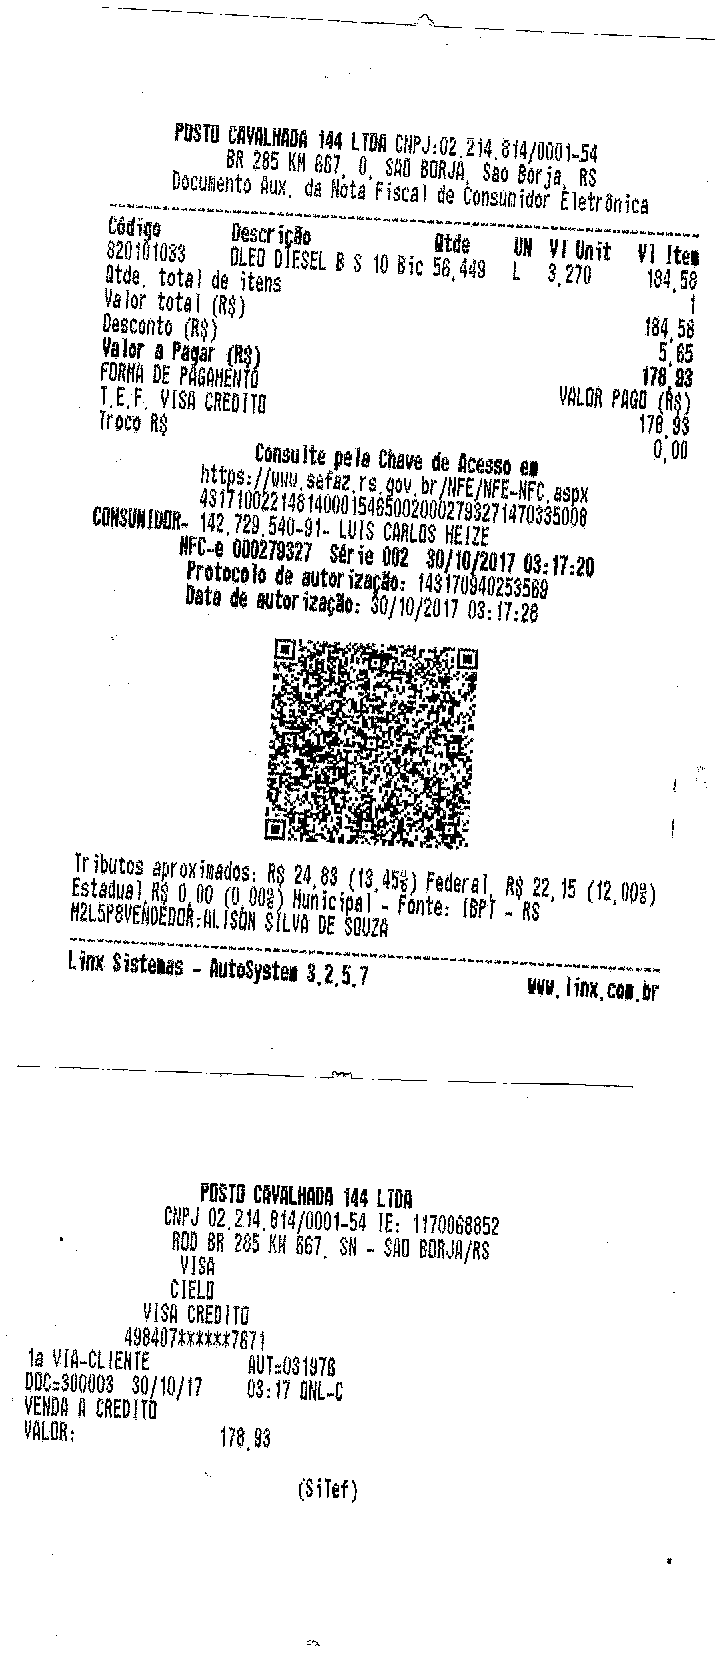 POSTO CAVALHADA 144 LTDA CNPJ:02.214.814/0001-54
BR 285 KM 667, 0, SAO BORJA, Sao Borja, RS
Documento Aux. da Nota Fiscal de Consumidor Eletrônica
Código Descrição Qtde UN Vl Unit Vl Item
820101033 OLEO DIESEL B S 10 Bic 56,449 L 3,270 184,58
Qtde. total de itens 1
Valor total (R$) 184,58
Desconto (R$) 5,65
Valor a Pagar (R$) 178,93
FORMA DE PAGAMENTO VALOR PAGO (R$)
T.E.F. VISA CREDITO 178,93
Troco R$ 0,00
Consulte pela Chave de Acesso em
https://www.sefaz.rs.gov.br/NFE/NFE-NFC.aspx
43171002214814000154650020002793271470335008
CONSUMIDOR- 142.729.540-91- LUIS CARLOS HEIZE
NFC-e 000279327 Série 002 30/10/2017 03:17:20
Protocolo de autorização: 143170940253569
Data de autorização: 30/10/2017 03:17:28
Tributos aproximados: R$ 24,83 (13,45%) Federal, R$ 22,15 (12,00%)
Estadual R$ 0,00 (0,00%) Municipal - Fonte: IBPT - RS
M2L5P8VENDEDOR:ALISON SILVA DE SOUZA
Linx Sistemas - AutoSystem 3.2.5.7 www.linx.com.br
POSTO CAVALHADA 144 LTDA
CNPJ 02.214.814/0001-54 IE: 1170068852
ROD BR 285 KM 667, SN - SAO BORJA/RS
VISA
CIELO
VISA CREDITO
498407******7671
1a VIA-CLIENTE AUT=031976
DOC=300003 30/10/17 03:17 ONL-C
VENDA A CREDITO
VALOR: 178,93
(SiTef)